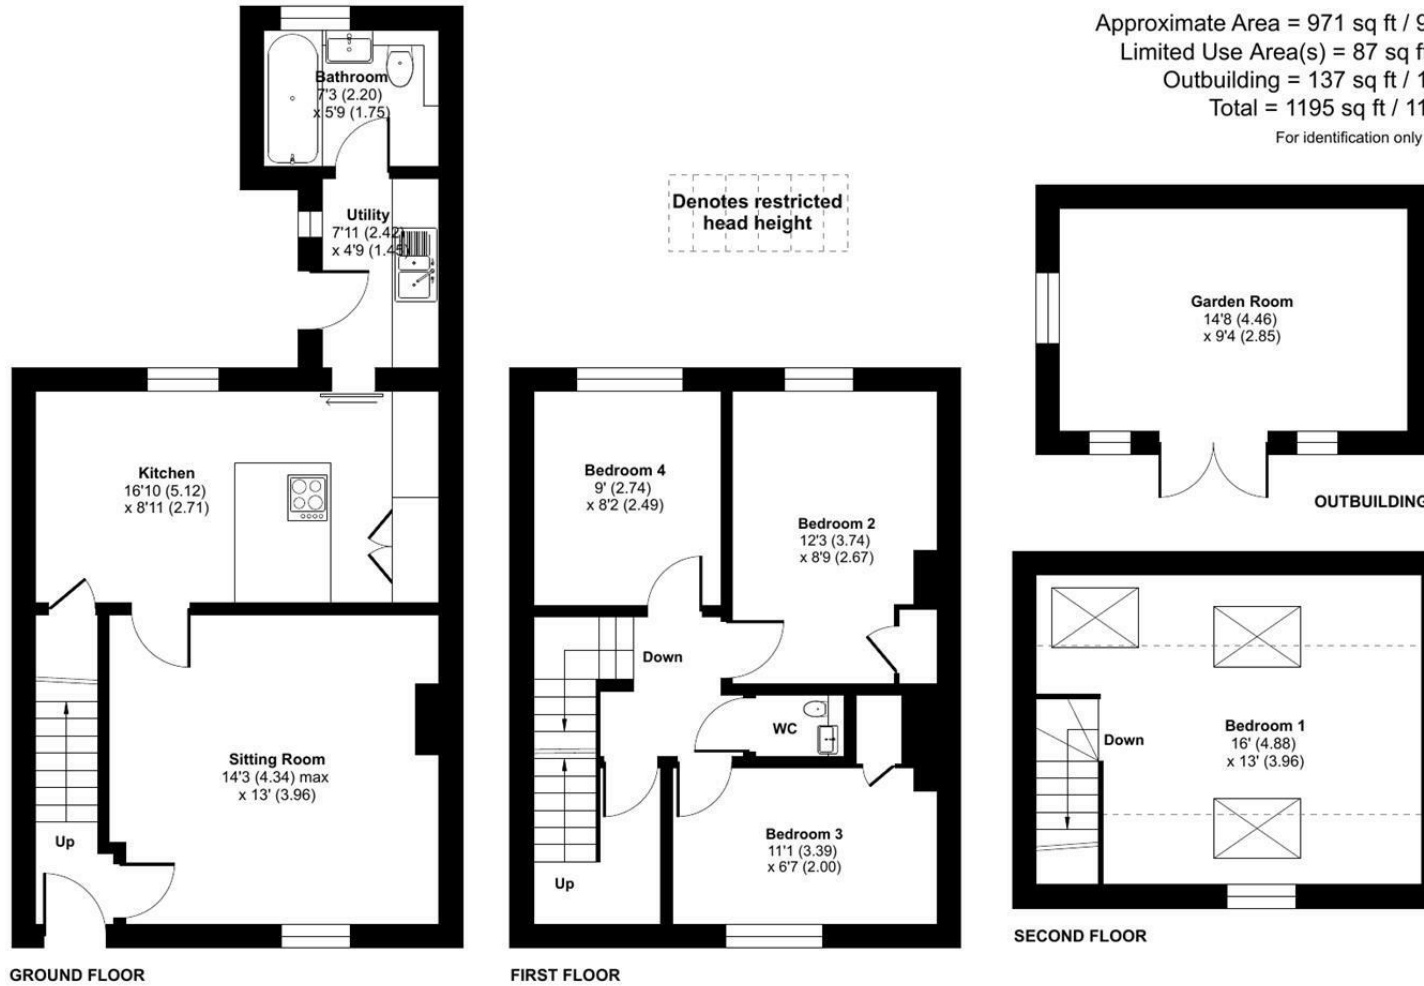 Approximate Area = 971 sq ft / 9
Limited Use Area(s) = 87 sq f
Outbuilding = 137 sq ft / 1
Total = 1195 sq ft / 11
For identification only
Bathroom
7'3 (2.20)
x 5'9 (1.75)
Utility
7'11 (2.42)
x 4'9 (1.45)
Denotes restricted
head height
Kitchen
16'10 (5.12)
x 8'11 (2.71)
Sitting Room
14'3 (4.34) max
x 13' (3.96)
Up
GROUND FLOOR
Bedroom 4
9' (2.74)
x 8'2 (2.49)
Bedroom 2
12'3 (3.74)
x 8'9 (2.67)
Down
WC
Bedroom 3
11'1 (3.39)
x 6'7 (2.00)
Up
FIRST FLOOR
Garden Room
14'8 (4.46)
x 9'4 (2.85)
OUTBUILDING
Bedroom 1
16' (4.88)
x 13' (3.96)
Down
SECOND FLOOR